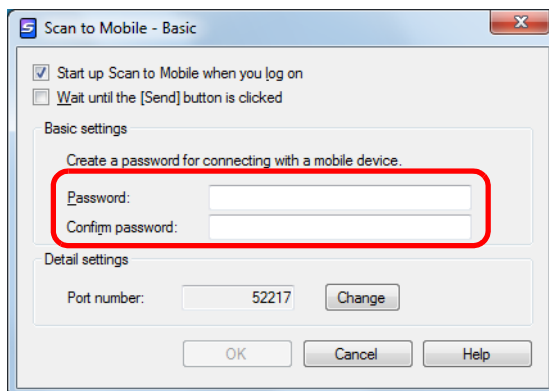 Scan to Mobile - Basic
Start up Scan to Mobile when you log on
Wait until the [Send] button is clicked
Basic settings
Create a password for connecting with a mobile device.
Password:
Confirm password:
Detail settings
Port number: 52217 Change
OK Cancel Help